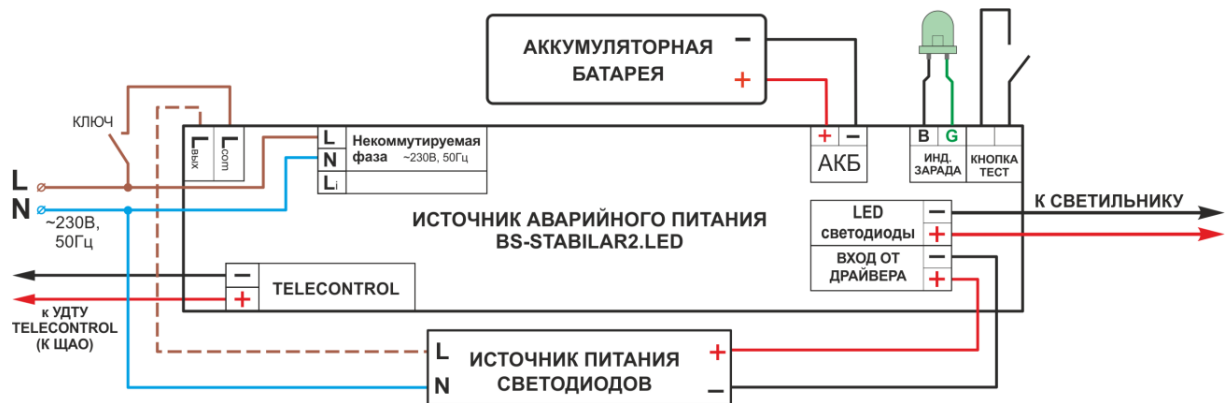 АККУМУЛЯТОРНАЯ
БАТАРЕЯ
−
+
КЛЮЧ
Lвых
Lcom
L
N
Li
Некоммутируемая
фаза ~230В, 50Гц
+ −
АКБ
B G
ИНД.
ЗАРАДА
КНОПКА
ТЕСТ
L
N
~230В,
50Гц
ИСТОЧНИК АВАРИЙНОГО ПИТАНИЯ
BS-STABILAR2.LED
LED
светодиоды
−
+
ВХОД ОТ
ДРАЙВЕРА
−
+
К СВЕТИЛЬНИКУ
−
+
TELECONTROL
к УДТУ
TELECONTROL
(К ЩАО)
L
N
ИСТОЧНИК ПИТАНИЯ
СВЕТОДИОДОВ
+
−